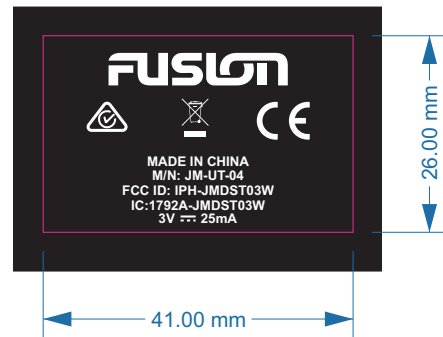 FUSION
CE
MADE IN CHINA
M/N: JM-UT-04
FCC ID: IPH-JMDST03W
IC:1792A-JMDST03W
3V ⎓ 25mA
26.00 mm
41.00 mm